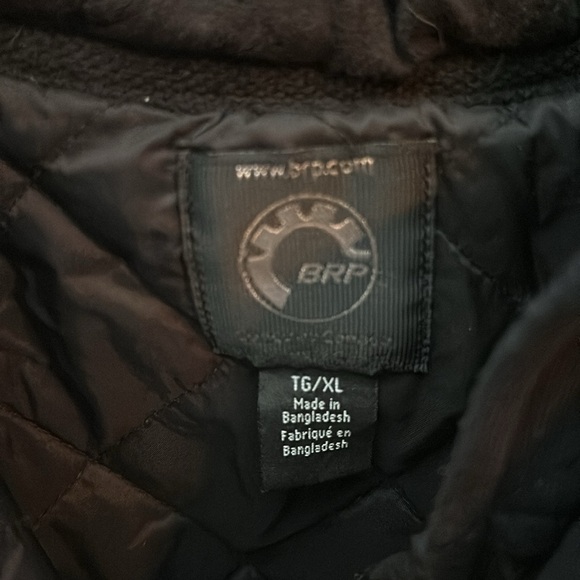 www.brp.com
BRP
TG/XL
Made in
Bangladesh
Fabriqué en
Bangladesh